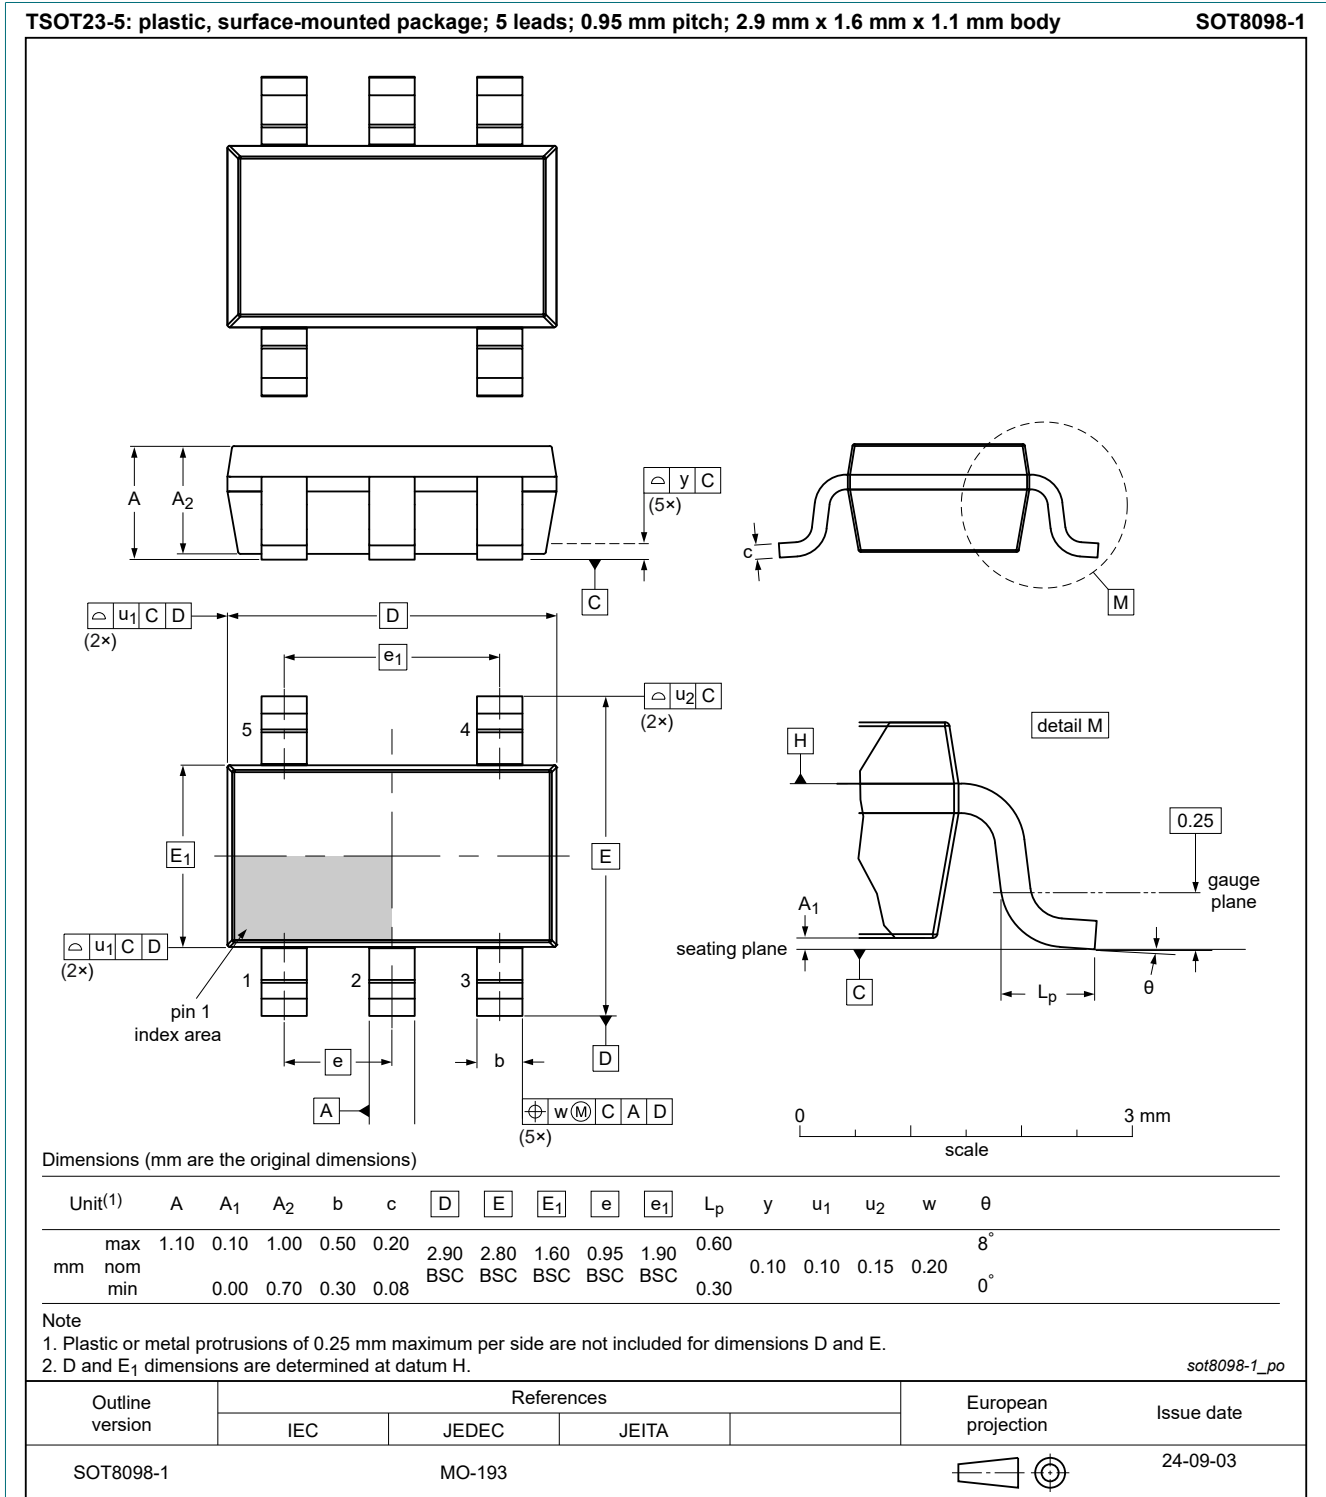 TSOT23-5: plastic, surface-mounted package; 5 leads; 0.95 mm pitch; 2.9 mm x 1.6 mm x 1.1 mm body SOT8098-1
A A2
y C
(5×)
C
c
M
u1 C D
(2×)
D
e1
u2 C
(2×)
5 4
E1
E
u1 C D
(2×)
1 2 3
pin 1
index area
e
b
D
A
w Ⓜ C A D
(5×)
detail M
H
0.25
gauge
plane
A1
seating plane
C
Lp
θ
0 3 mm
scale
Dimensions (mm are the original dimensions)
Unit(1) A A1 A2 b c D E E1 e e1 Lp y u1 u2 w θ
mm
max 1.10 0.10 1.00 0.50 0.20 0.60 8°
nom 2.90 BSC 2.80 BSC 1.60 BSC 0.95 BSC 1.90 BSC 0.10 0.10 0.15 0.20
min 0.00 0.70 0.30 0.08 0.30 0°
Note
1. Plastic or metal protrusions of 0.25 mm maximum per side are not included for dimensions D and E.
2. D and E1 dimensions are determined at datum H.
sot8098-1_po
Outline
version
References
European
projection
Issue date
IEC JEDEC JEITA
SOT8098-1 MO-193 24-09-03